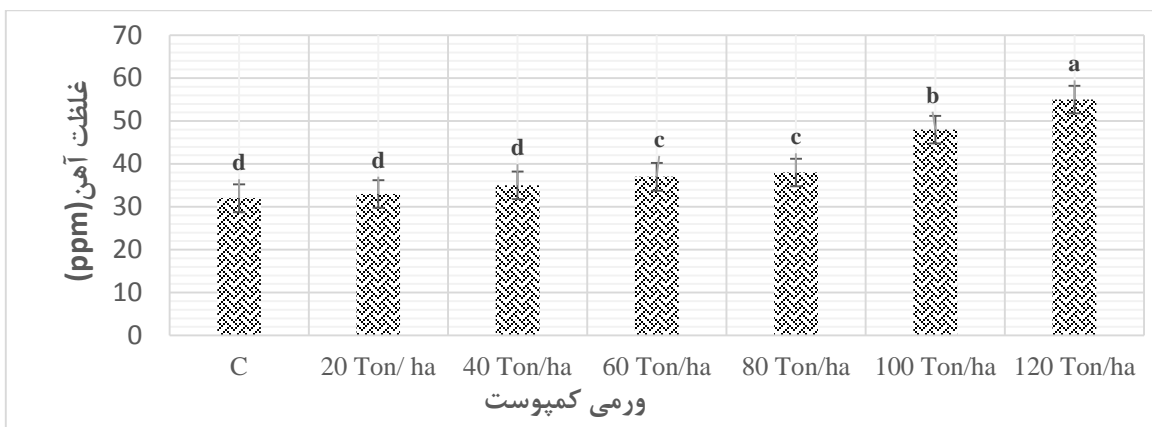 غلظت آهن(ppm)
70
60
50
40
30
20
10
0
d
d
d
c
c
b
a
C
20 Ton/ ha
40 Ton/ha
60 Ton/ha
80 Ton/ha
100 Ton/ha
120 Ton/ha
ورمی کمپوست